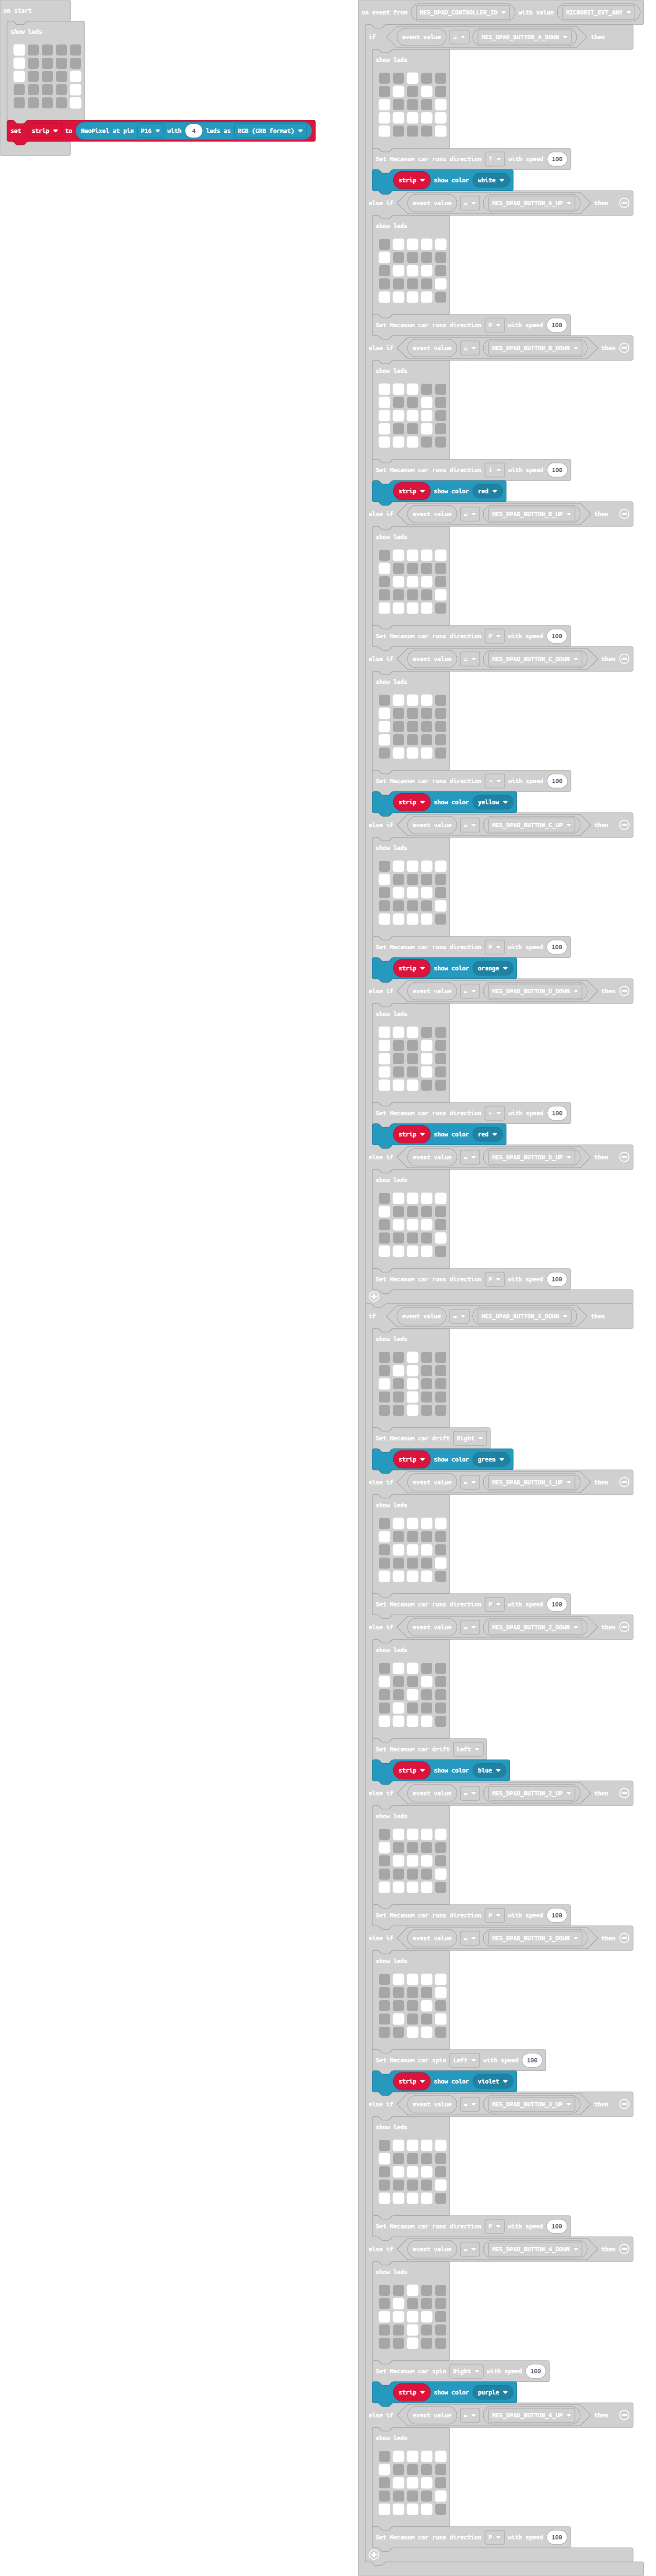 on start
show leds
set strip to NeoPixel at pin P16 with 4 leds as RGB (GRB format)
on event from MES_DPAD_CONTROLLER_ID with value MICROBIT_EVT_ANY
if event value = MES_DPAD_BUTTON_A_DOWN then
show leds
Set Mecanum car runs direction with speed 100
strip show color white
else if event value = MES_DPAD_BUTTON_A_UP then
show leds
Set Mecanum car runs direction P with speed 100
else if event value = MES_DPAD_BUTTON_B_DOWN then
show leds
Set Mecanum car runs direction with speed 100
strip show color red
else if event value = MES_DPAD_BUTTON_B_UP then
show leds
Set Mecanum car runs direction P with speed 100
else if event value = MES_DPAD_BUTTON_C_DOWN then
show leds
Set Mecanum car runs direction with speed 100
strip show color yellow
else if event value = MES_DPAD_BUTTON_C_UP then
show leds
Set Mecanum car runs direction P with speed 100
strip show color orange
else if event value = MES_DPAD_BUTTON_D_DOWN then
show leds
Set Mecanum car runs direction with speed 100
strip show color red
else if event value = MES_DPAD_BUTTON_D_UP then
show leds
Set Mecanum car runs direction P with speed 100
if event value = MES_DPAD_BUTTON_1_DOWN then
show leds
Set Mecanum car drift Right
strip show color green
else if event value = MES_DPAD_BUTTON_1_UP then
show leds
Set Mecanum car runs direction P with speed 100
else if event value = MES_DPAD_BUTTON_2_DOWN then
show leds
Set Mecanum car drift Left
strip show color blue
else if event value = MES_DPAD_BUTTON_2_UP then
show leds
Set Mecanum car runs direction P with speed 100
else if event value = MES_DPAD_BUTTON_3_DOWN then
show leds
Set Mecanum car spin Left with speed 100
strip show color violet
else if event value = MES_DPAD_BUTTON_3_UP then
show leds
Set Mecanum car runs direction P with speed 100
else if event value = MES_DPAD_BUTTON_4_DOWN then
show leds
Set Mecanum car spin Right with speed 100
strip show color purple
else if event value = MES_DPAD_BUTTON_4_UP then
show leds
Set Mecanum car runs direction P with speed 100